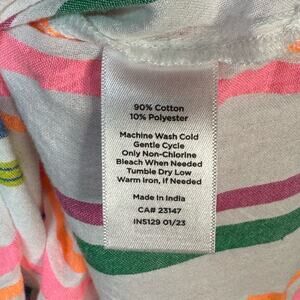 90% Cotton
10% Polyester
Machine Wash Cold
Gentle Cycle
Only Non-Chlorine
Bleach When Needed
Tumble Dry Low
Warm Iron, If Needed
Made in India
CA# 23147
INS129 01/23